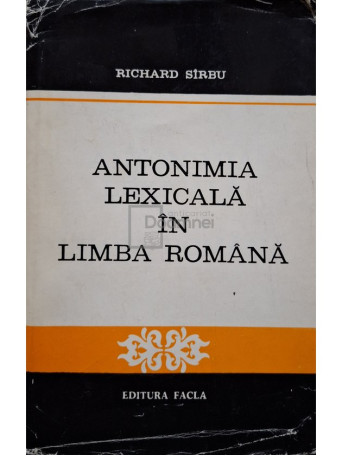 RICHARD SÎRBU
ANTONIMIA
LEXICALĂ
ÎN
LIMBA ROMÂNĂ
EDITURA FACLA